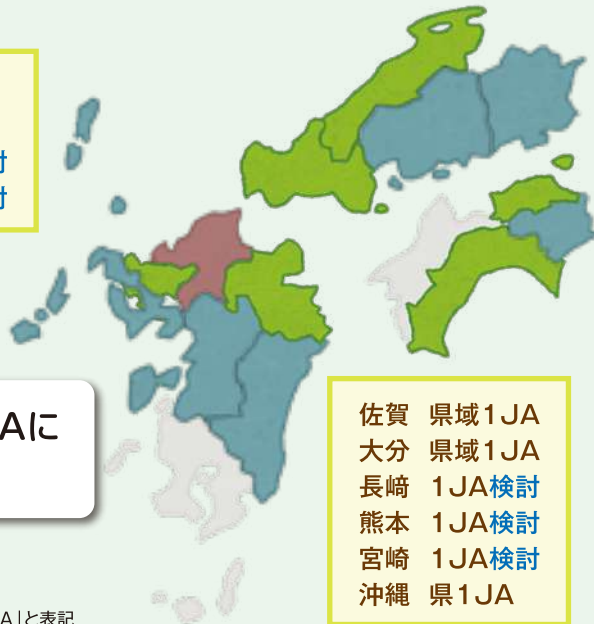 討
討
Aに
佐賀 県域1JA
大分 県域1JA
長崎 1JA検討
熊本 1JA検討
宮崎 1JA検討
沖縄 県1JA
A」と表記